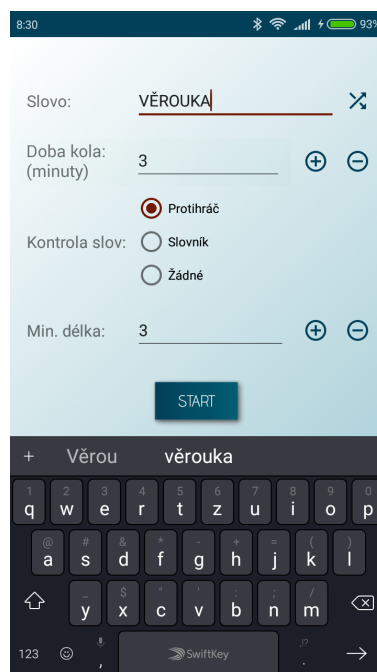 8:30 93%
Slovo: VĚROUKA
Doba kola:
(minuty) 3
Protihráč
Kontrola slov: Slovník
Žádné
Min. délka: 3
START
+ Věrou věrouka
1 2 3 4 5 6 7 8 9 0
q w e r t z u i o p
@ # & * - + = ( )
a s d f g h j k l
_ $ " ' : ; /
y x c v b n m
123 , SwiftKey ,!? .